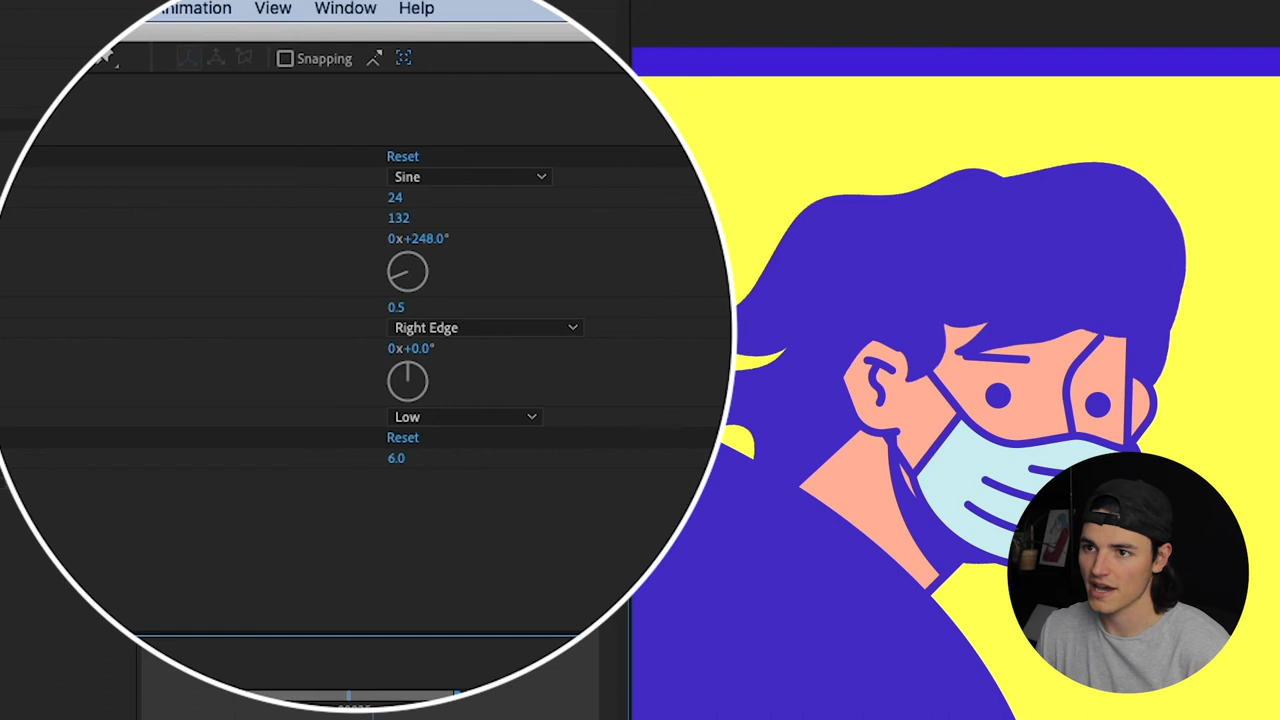 Animation View Window Help
Snapping
Reset
Sine
24
132
0x+248.0°
0.5
Right Edge
0x+0.0°
Low
Reset
6.0